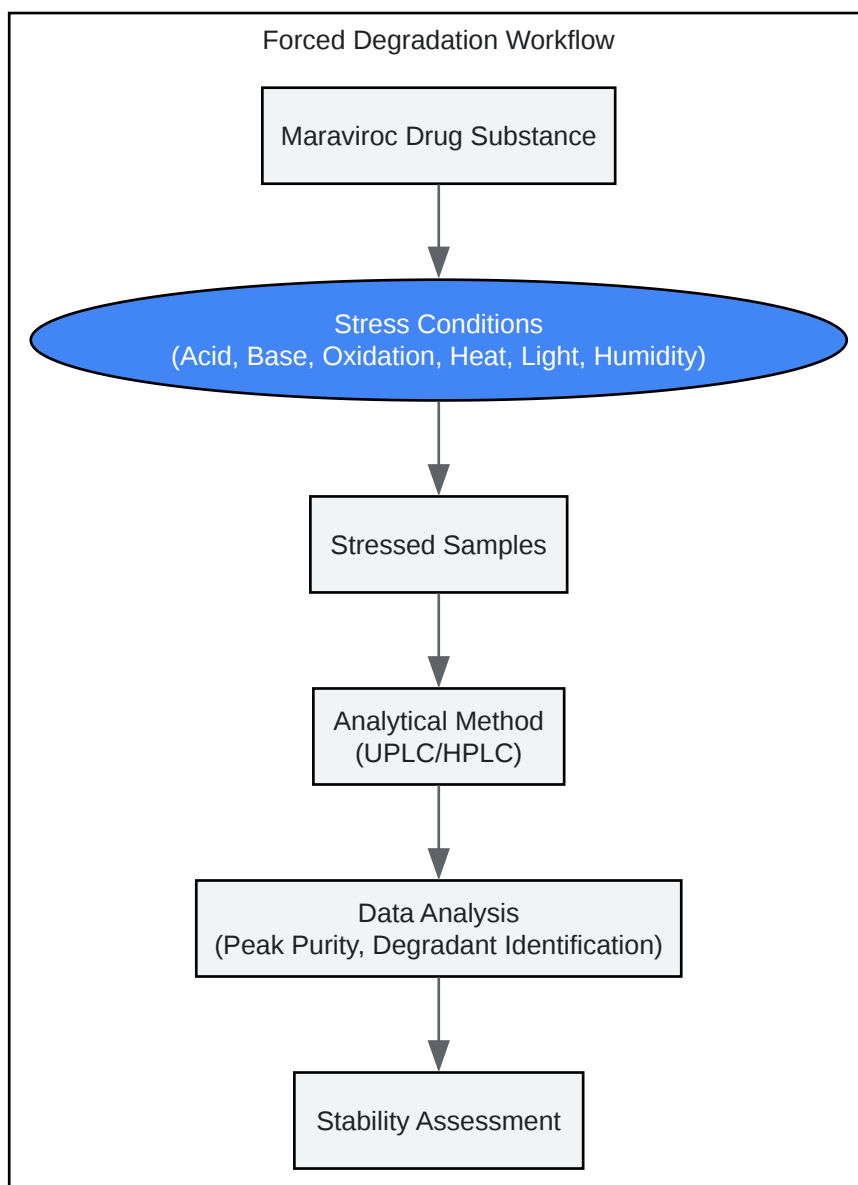 Forced Degradation Workflow
Maraviroc Drug Substance
Stress Conditions
(Acid, Base, Oxidation, Heat, Light, Humidity)
Stressed Samples
Analytical Method
(UPLC/HPLC)
Data Analysis
(Peak Purity, Degradant Identification)
Stability Assessment